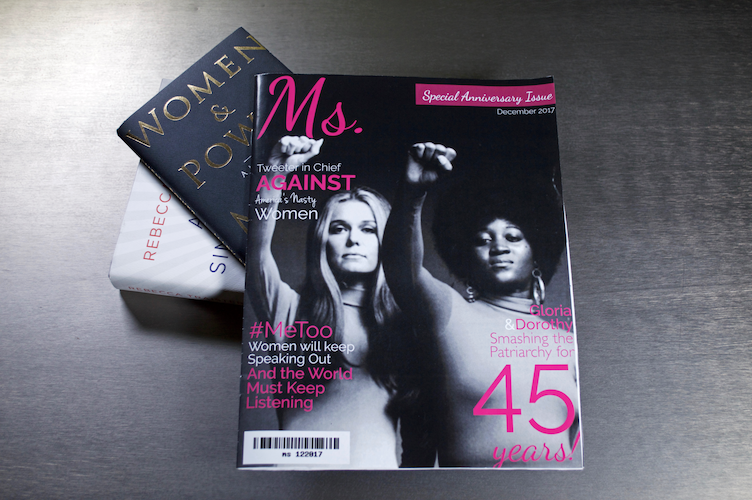 Ms.
Special Anniversary Issue
December 2017
Tweeter in Chief
AGAINST
America's Nasty
Women
#MeToo
Women will keep
Speaking Out
And the World
Must Keep
Listening
Gloria
& Dorothy
Smashing the
Patriarchy for
45
years!
MS 122017
WOMEN
&
POW
A
REBECC
A
SIN
REBECCA